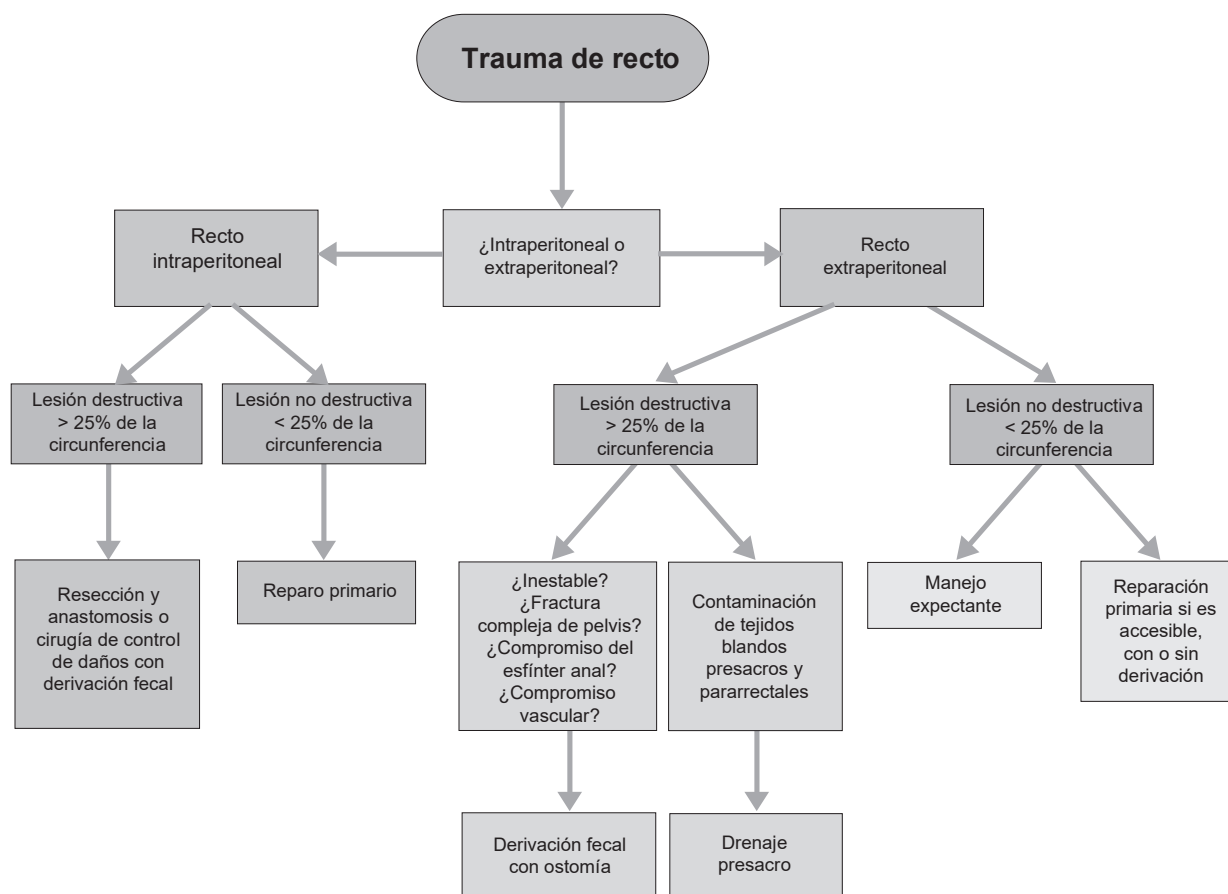 Trauma de recto
¿Intraperitoneal o
extraperitoneal?
Recto
intraperitoneal
Recto
extraperitoneal
Lesión destructiva
> 25% de la
circunferencia
Lesión no destructiva
< 25% de la
circunferencia
Lesión destructiva
> 25% de la
circunferencia
Lesión no destructiva
< 25% de la
circunferencia
Resección y
anastomosis o
cirugía de control
de daños con
derivación fecal
Reparo primario
¿Inestable?
¿Fractura
compleja de pelvis?
¿Compromiso del
esfínter anal?
¿Compromiso
vascular?
Contaminación
de tejidos
blandos
presacros y
pararrectales
Manejo
expectante
Reparación
primaria si es
accesible,
con o sin
derivación
Derivación fecal
con ostomía
Drenaje
presacro